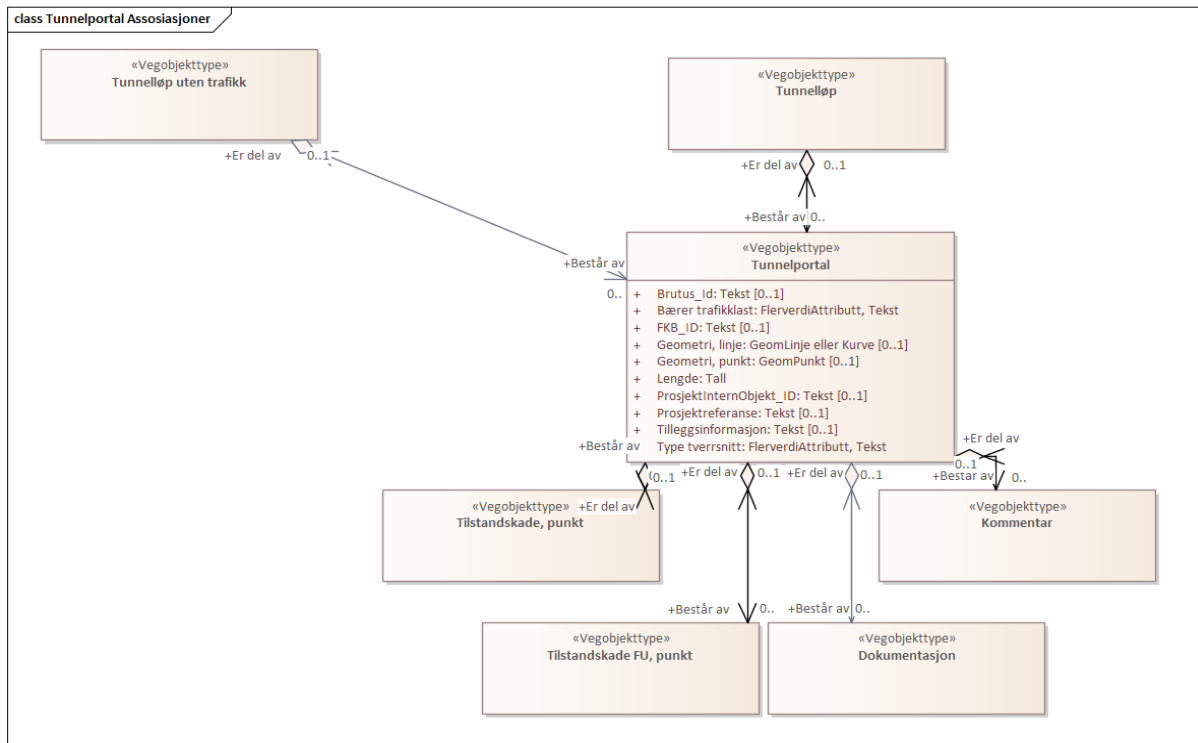 class Tunnelportal Assosiasjoner
«Vegobjekttype»
Tunnelløp uten trafikk
«Vegobjekttype»
Tunnelløp
+Er del av
0..1
+Er del av
0..1
+Består av
0..
+Består av
0..
«Vegobjekttype»
Tunnelportal
+ Brutus_Id: Tekst [0..1]
+ Bærer trafikklast: FlerverdiAttributt, Tekst
+ FKB_ID: Tekst [0..1]
+ Geometri, linje: GeomLinje eller Kurve [0..1]
+ Geometri, punkt: GeomPunkt [0..1]
+ Lengde: Tall
+ ProsjektInternObjekt_ID: Tekst [0..1]
+ Prosjektreferanse: Tekst [0..1]
+ Tilleggsinformasjon: Tekst [0..1]
Type tverrsnitt: FlerverdiAttributt, Tekst
+Består av
0..1
+Er del av
+Er del av
0..1
+Er del av
0..1
+Er del av
0..1
+Bestar av
0..
«Vegobjekttype»
Tilstandskade, punkt
«Vegobjekttype»
Kommentar
+Består av
0..
+Består av
0..
«Vegobjekttype»
Tilstandskade FU, punkt
«Vegobjekttype»
Dokumentasjon